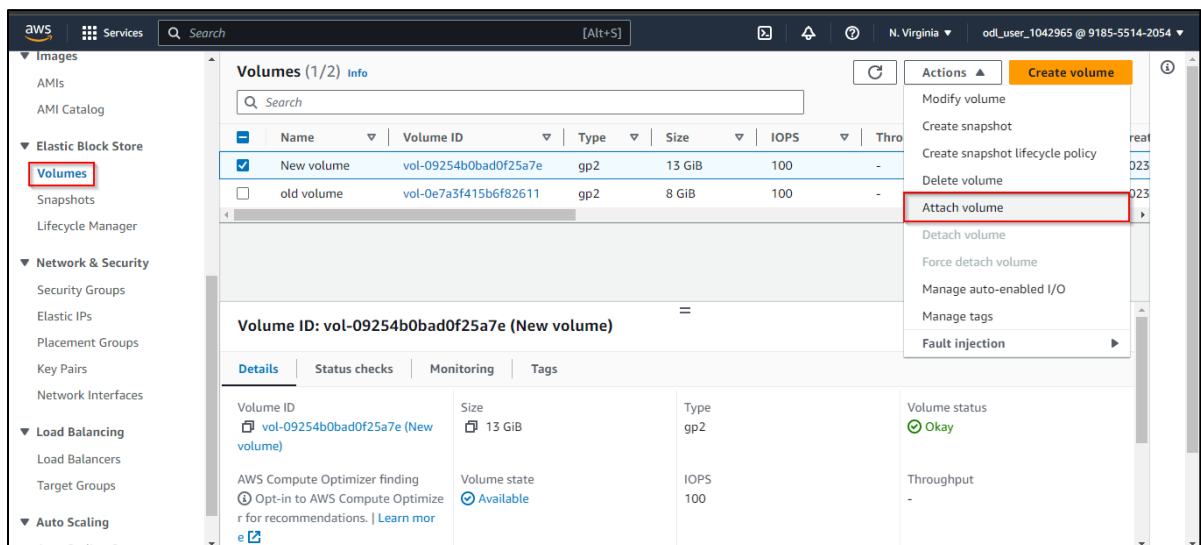 aws Services Search [Alt+S] N. Virginia ▼ odl_user_1042965 @ 9185-5514-2054 ▼
▼ Images
AMIs
AMI Catalog
▼ Elastic Block Store
Volumes
Snapshots
Lifecycle Manager
▼ Network & Security
Security Groups
Elastic IPs
Placement Groups
Key Pairs
Network Interfaces
▼ Load Balancing
Load Balancers
Target Groups
▼ Auto Scaling
Volumes (1/2) Info
Actions ▲ Create volume
Search
Name Volume ID Type Size IOPS Thro reat
New volume vol-09254b0bad0f25a7e gp2 13 GiB 100 - 023
old volume vol-0e7a3f415b6f82611 gp2 8 GiB 100 - 023
Modify volume
Create snapshot
Create snapshot lifecycle policy
Delete volume
Attach volume
Detach volume
Force detach volume
Manage auto-enabled I/O
Manage tags
Fault injection
Volume ID: vol-09254b0bad0f25a7e (New volume)
Details Status checks Monitoring Tags
Volume ID
vol-09254b0bad0f25a7e (New
volume)
Size
13 GiB
Type
gp2
Volume status
Okay
AWS Compute Optimizer finding
Opt-in to AWS Compute Optimize
r for recommendations. | Learn mor
e
Volume state
Available
IOPS
100
Throughput
-